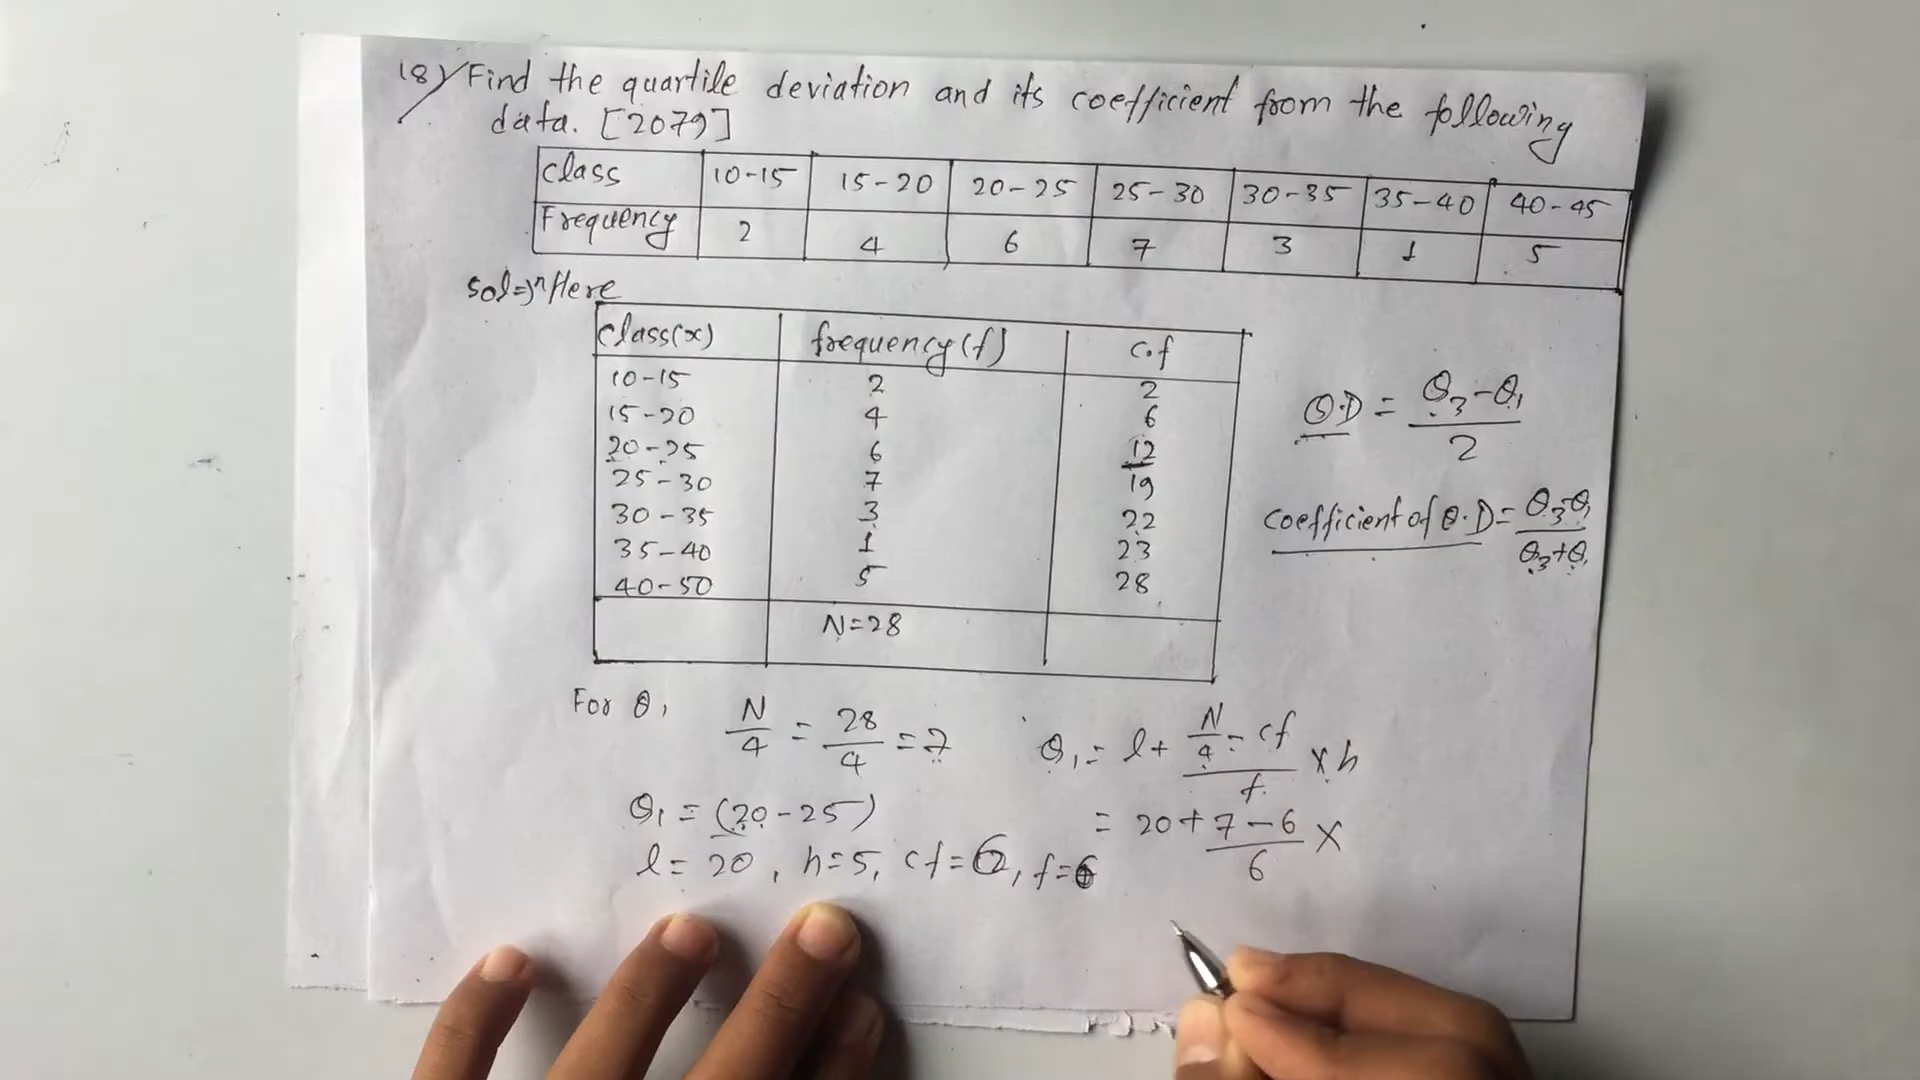 18) Find the quartile deviation and its coefficient from the following
data. [2079]
class 10-15 15-20 20-25 25-30 30-35 35-40 40-45
Frequency 2 4 6 7 3 1 5
sol=)ⁿ Here
class(x) frequency(f) c.f
10-15 2 2
15-20 4 6
20-25 6 12
25-30 7 19
30-35 3 22
35-40 1 23
40-50 5 28
N=28
Q.D = (Q₃-Q₁)/2
coefficient of Q.D = (Q₃-Q₁)/(Q₃+Q₁)
For Q₁ N/4 = 28/4 = 7
Q₁ = (20-25)
l = 20, h=5, cf=6, f=6
Q₁ = l + (N/4 - cf)/f × h
= 20 + (7-6)/6 ×